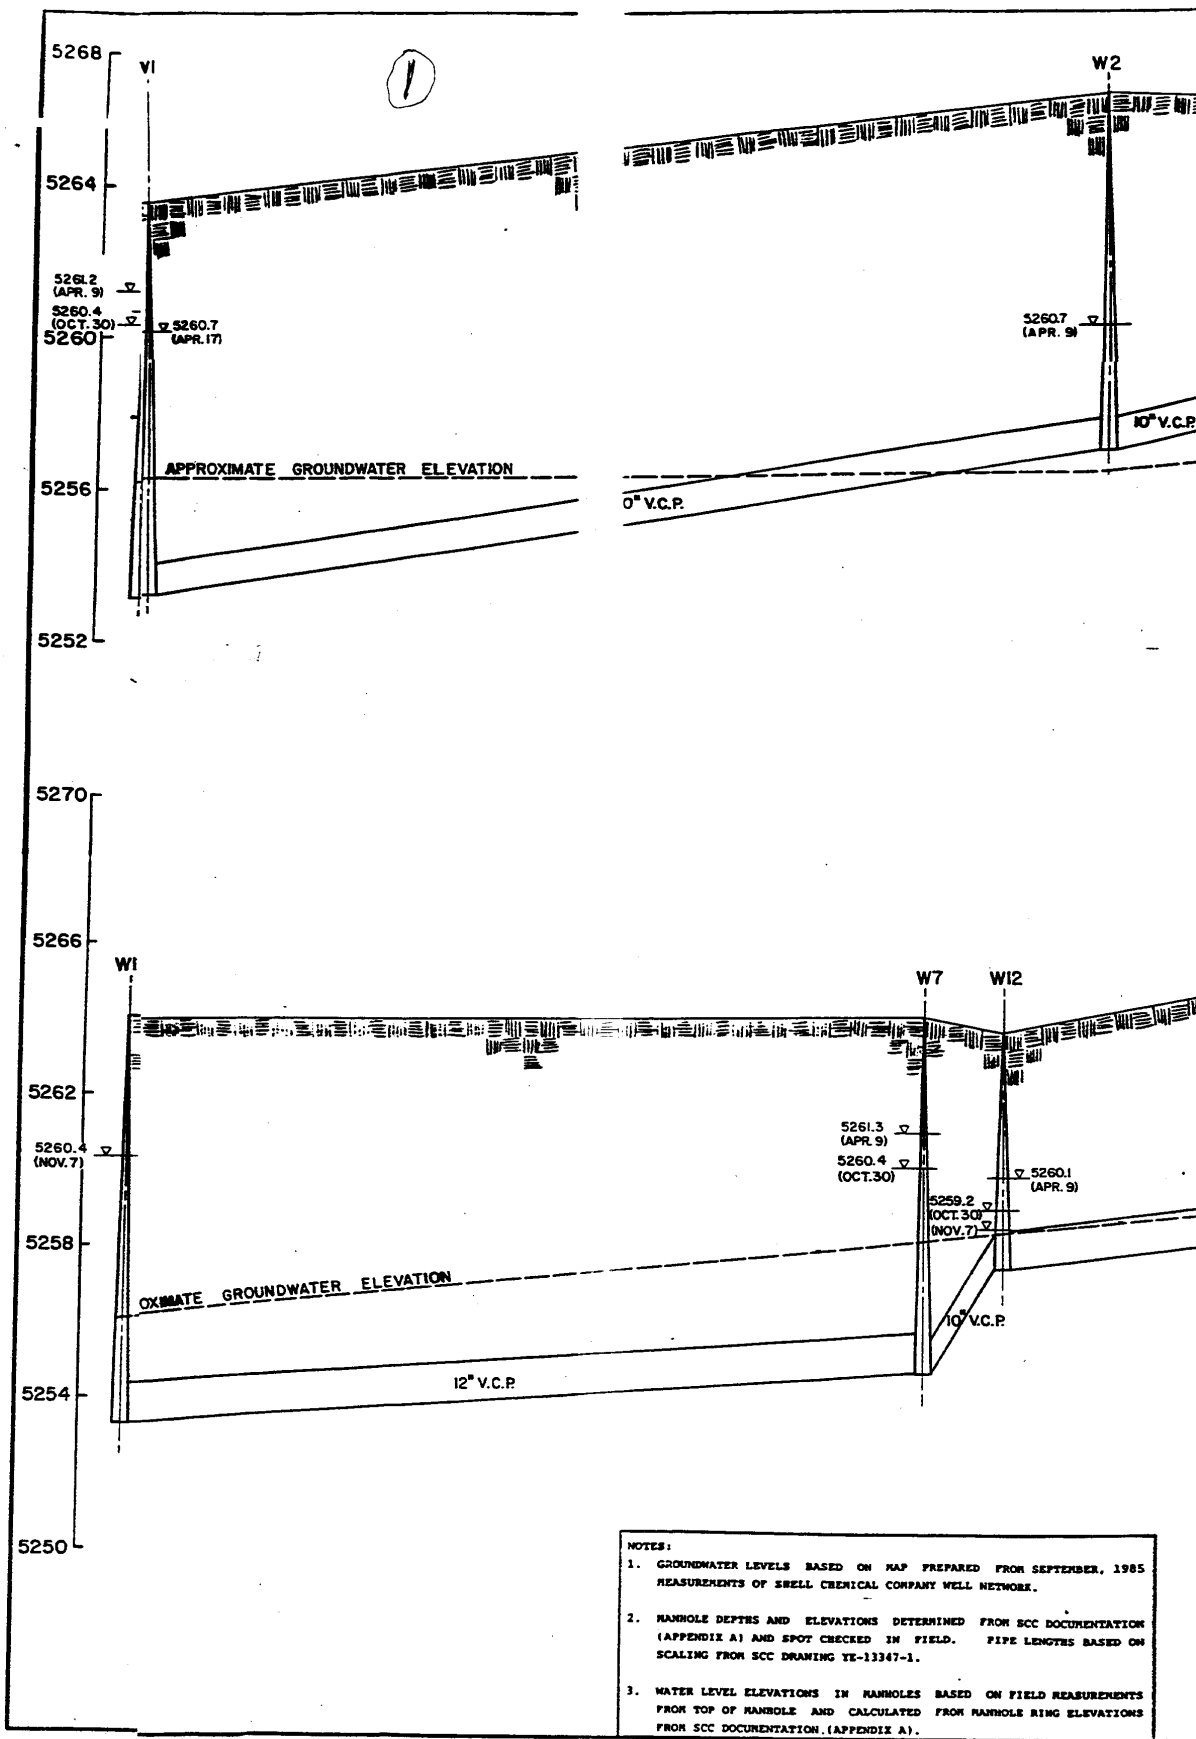 1
5268
V1
W2
5264
5261.2
(APR. 9)
5260.4
(OCT. 30)
5260.7
(APR. 17)
5260
5260.7
(APR. 9)
10" V.C.P.
APPROXIMATE GROUNDWATER ELEVATION
5256
0" V.C.P.
5252
5270
5266
W1
W7
W12
5262
5260.4
(NOV. 7)
5261.3
(APR. 9)
5260.4
(OCT. 30)
5260.1
(APR. 9)
5259.2
(OCT. 30)
(NOV. 7)
5258
OXIMATE GROUNDWATER ELEVATION
10" V.C.P.
12" V.C.P.
5254
5250
NOTES:
1. GROUNDWATER LEVELS BASED ON MAP PREPARED FROM SEPTEMBER, 1985
MEASUREMENTS OF SHELL CHEMICAL COMPANY WELL NETWORK.
2. MANHOLE DEPTHS AND ELEVATIONS DETERMINED FROM SCC DOCUMENTATION
(APPENDIX A) AND SPOT CHECKED IN FIELD. PIPE LENGTHS BASED ON
SCALING FROM SCC DRAWING YE-13347-1.
3. WATER LEVEL ELEVATIONS IN MANHOLES BASED ON FIELD MEASUREMENTS
FROM TOP OF MANHOLE AND CALCULATED FROM MANHOLE RING ELEVATIONS
FROM SCC DOCUMENTATION. (APPENDIX A).